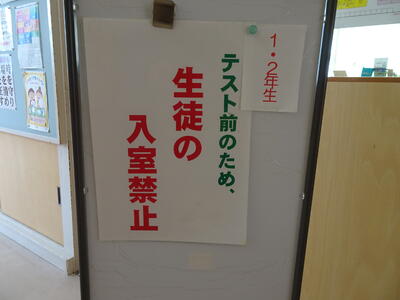 1・2年生
テスト前のため、
生徒の
入室禁止